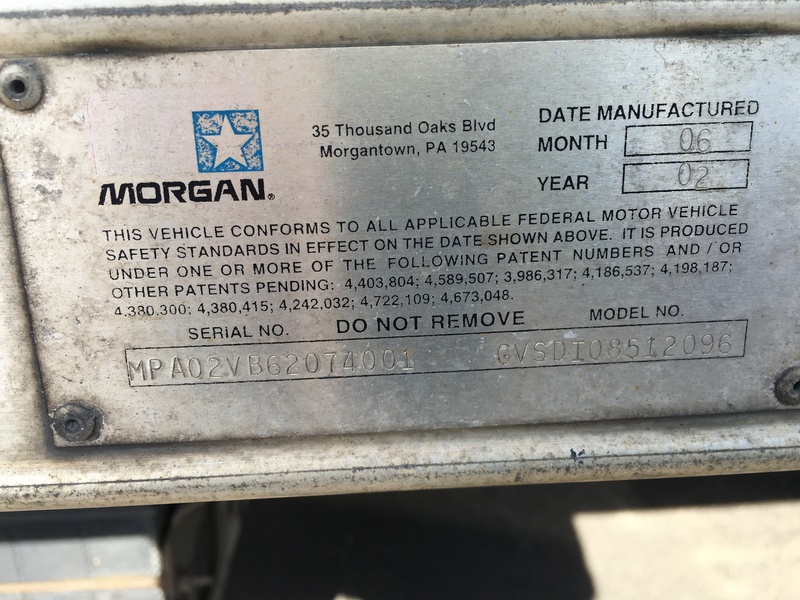 MORGAN®
35 Thousand Oaks Blvd
Morgantown, PA 19543
DATE MANUFACTURED
MONTH 06
YEAR 02
THIS VEHICLE CONFORMS TO ALL APPLICABLE FEDERAL MOTOR VEHICLE
SAFETY STANDARDS IN EFFECT ON THE DATE SHOWN ABOVE. IT IS PRODUCED
UNDER ONE OR MORE OF THE FOLLOWING PATENT NUMBERS AND / OR
OTHER PATENTS PENDING: 4,403,804; 4,589,507; 3,986,317; 4,186,537; 4,198,187;
4,380,300; 4,380,415; 4,242,032; 4,722,109; 4,673,048.
SERIAL NO. DO NOT REMOVE MODEL NO.
MPA02VB62074001 GVSDI08512096